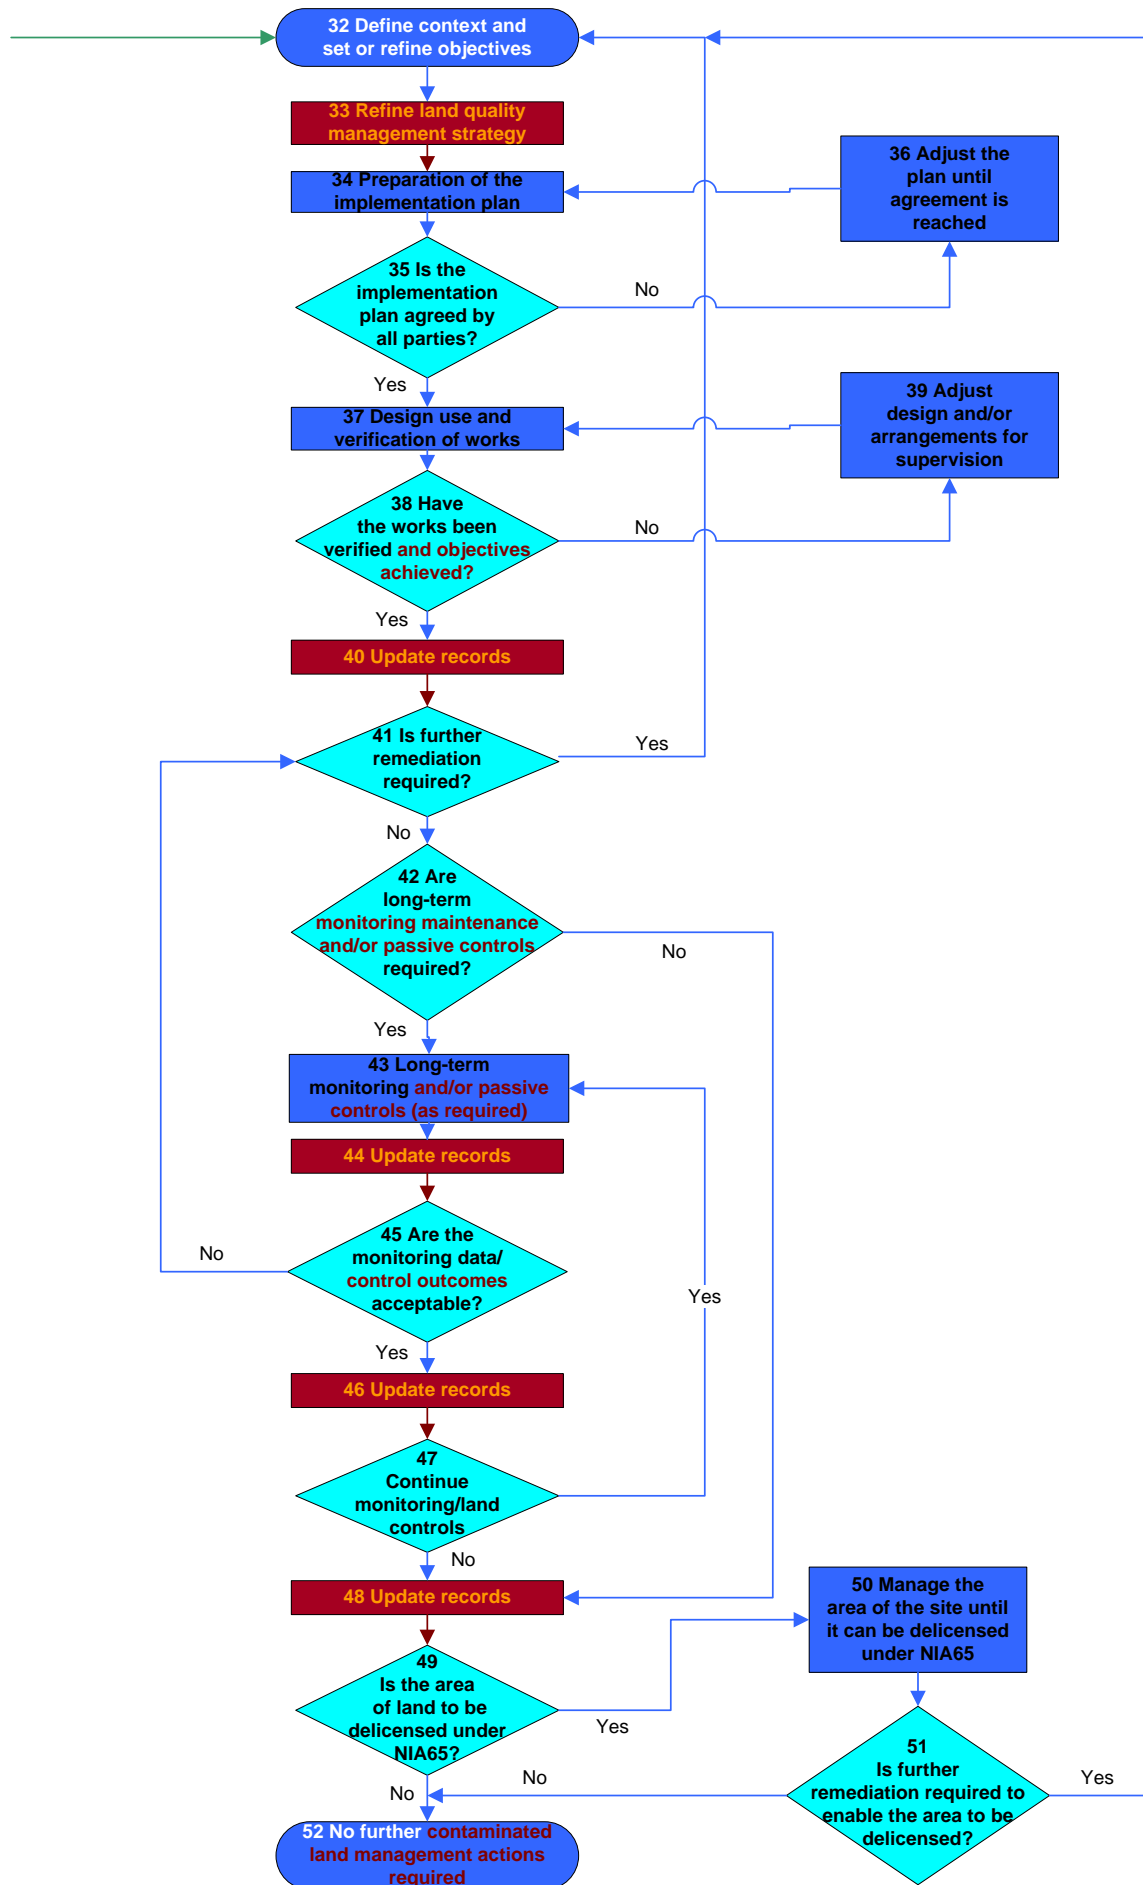 32 Define context and
set or refine objectives
33 Refine land quality
management strategy
34 Preparation of the
implementation plan
36 Adjust the
plan until
agreement is
reached
35 Is the
implementation
plan agreed by
all parties?
No
Yes
37 Design use and
verification of works
39 Adjust
design and/or
arrangements for
supervision
38 Have
the works been
verified and objectives
achieved?
No
Yes
40 Update records
41 Is further
remediation
required?
Yes
No
42 Are
long-term
monitoring maintenance
and/or passive controls
required?
No
Yes
43 Long-term
monitoring and/or passive
controls (as required)
44 Update records
45 Are the
monitoring data/
control outcomes
acceptable?
No
Yes
Yes
46 Update records
47
Continue
monitoring/land
controls
No
48 Update records
50 Manage the
area of the site until
it can be delicensed
under NIA65
49
Is the area
of land to be
delicensed under
NIA65?
Yes
No
51
Is further
remediation required to
enable the area to be
delicensed?
No
Yes
52 No further contaminated
land management actions
required